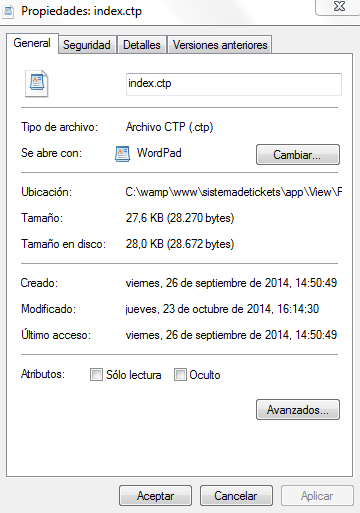 Propiedades: index.ctp
General Seguridad Detalles Versiones anteriores
index.ctp
Tipo de archivo: Archivo CTP (.ctp)
Se abre con: WordPad Cambiar...
Ubicación: C:\wamp\www\sistemadetickets\app\View\F
Tamaño: 27,6 KB (28.270 bytes)
Tamaño en disco: 28,0 KB (28.672 bytes)
Creado: viernes, 26 de septiembre de 2014, 14:50:49
Modificado: jueves, 23 de octubre de 2014, 16:14:30
Último acceso: viernes, 26 de septiembre de 2014, 14:50:49
Atributos: Sólo lectura Oculto
Avanzados...
Aceptar Cancelar Aplicar